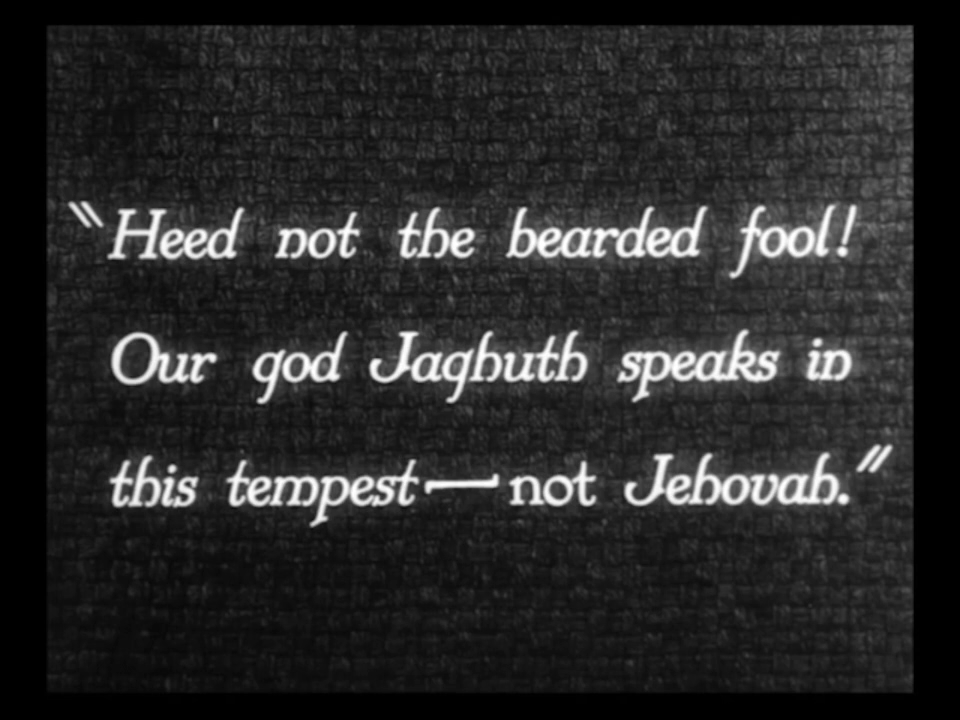 “Heed not the bearded fool!
Our god Jaghuth speaks in
this tempest—not Jehovah.”